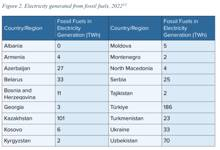 Figure 2. Electricity generated from fossil fuels, 2022
Country/Region Fossil Fuels in Electricity Generation (TWh) Country/Region Fossil Fuels in Electricity Generation (TWh)
Albania 0 Moldova 5
Armenia 4 Montenegro 2
Azerbaijan 27 North Macedonia 4
Belarus 33 Serbia 25
Bosnia and Herzegovina 11 Tajikistan 2
Georgia 3 Türkiye 186
Kazakhstan 101 Turkmenistan 23
Kosovo 6 Ukraine 33
Kyrgyzstan 2 Uzbekistan 70